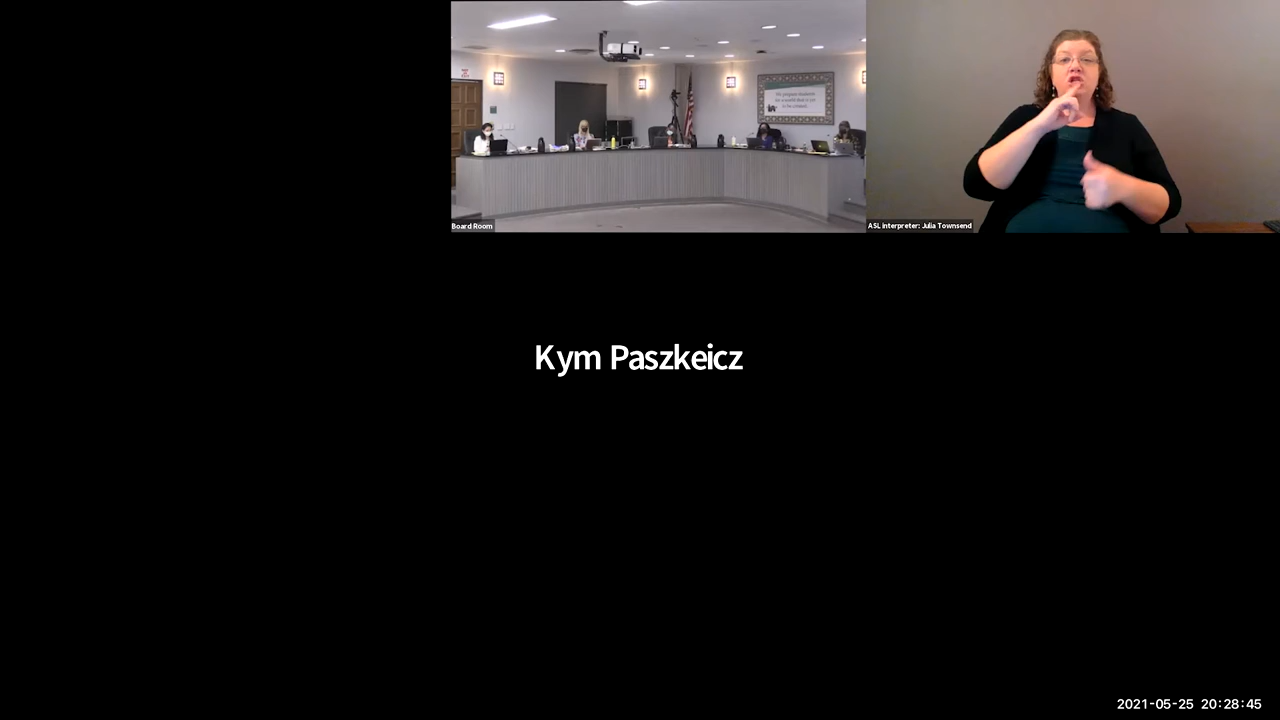 Board Room
ASL interpreter: Julia Townsend
Kym Paszkeicz
2021-05-25 20:28:45